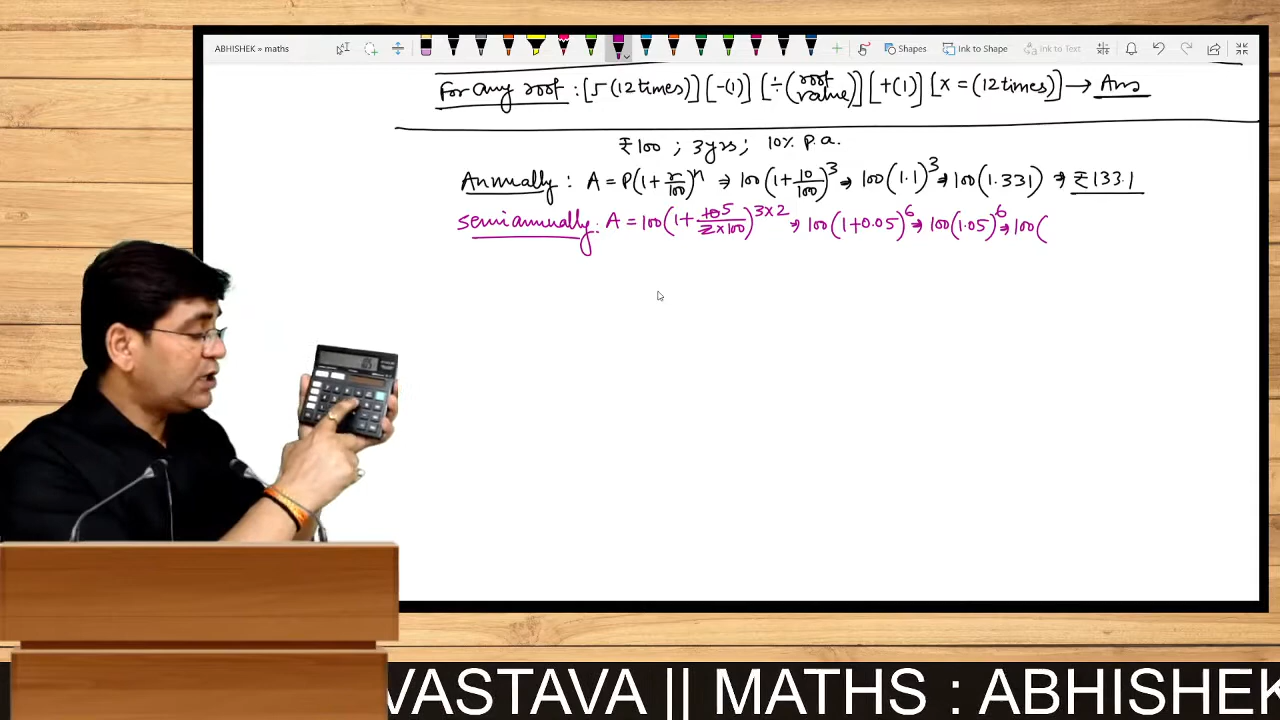 ABHISHEK » maths
Shapes Ink to Shape Ink to Text
For any root : [√ (12 times)] [-(1)] [÷ (root value)] [+(1)] [x = (12 times)] → Ans
₹100 ; 3yrs; 10% p.a.
Annually : A = P(1+r/100)^n ⇒ 100(1+10/100)^3 ⇒ 100(1.1)^3 ⇒ 100(1.331) ⇒ ₹133.1
Semiannually : A = 100(1+10 5/2×100)^3×2 ⇒ 100(1+0.05)^6 ⇒ 100(1.05)^6 ⇒ 100(
VASTAVA || MATHS : ABHISHEK